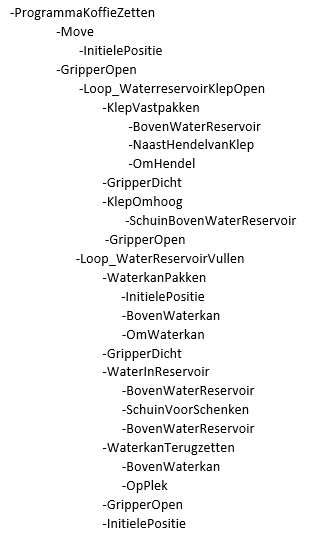 -ProgrammaKoffieZetten
-Move
-InitielePositie
-GripperOpen
-Loop_WaterreservoirKlepOpen
-KlepVastpakken
-BovenWaterReservoir
-NaastHendelvanKlep
-OmHendel
-GripperDicht
-KlepOmhoog
-SchuinBovenWaterReservoir
-GripperOpen
-Loop_WaterReservoirVullen
-WaterkanPakken
-InitielePositie
-BovenWaterkan
-OmWaterkan
-GripperDicht
-WaterInReservoir
-BovenWaterReservoir
-SchuinVoorSchenken
-BovenWaterReservoir
-WaterkanTerugzetten
-BovenWaterkan
-OpPlek
-GripperOpen
-InitielePositie